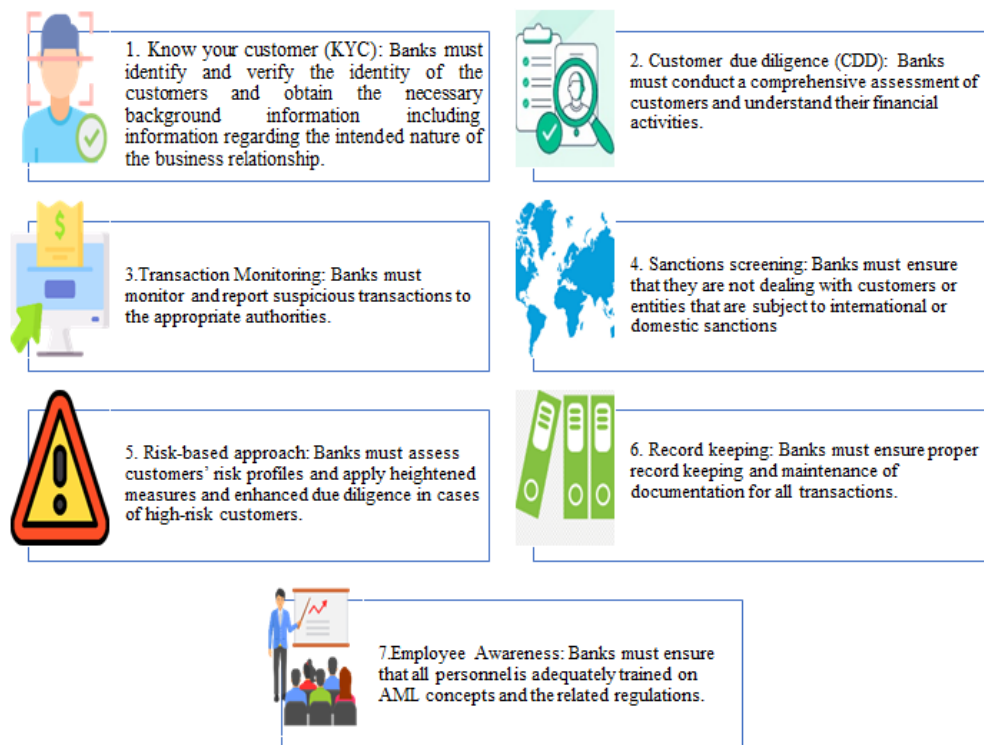 1. Know your customer (KYC): Banks must
identify and verify the identity of the
customers and obtain the necessary
background information including
information regarding the intended nature of
the business relationship.
2. Customer due diligence (CDD): Banks
must conduct a comprehensive assessment of
customers and understand their financial
activities.
3.Transaction Monitoring: Banks must
monitor and report suspicious transactions to
the appropriate authorities.
4. Sanctions screening: Banks must ensure
that they are not dealing with customers or
entities that are subject to international or
domestic sanctions
5. Risk-based approach: Banks must assess
customers’ risk profiles and apply heightened
measures and enhanced due diligence in cases
of high-risk customers.
6. Record keeping: Banks must ensure proper
record keeping and maintenance of
documentation for all transactions.
7.Employee Awareness: Banks must ensure
that all personnel is adequately trained on
AML concepts and the related regulations.